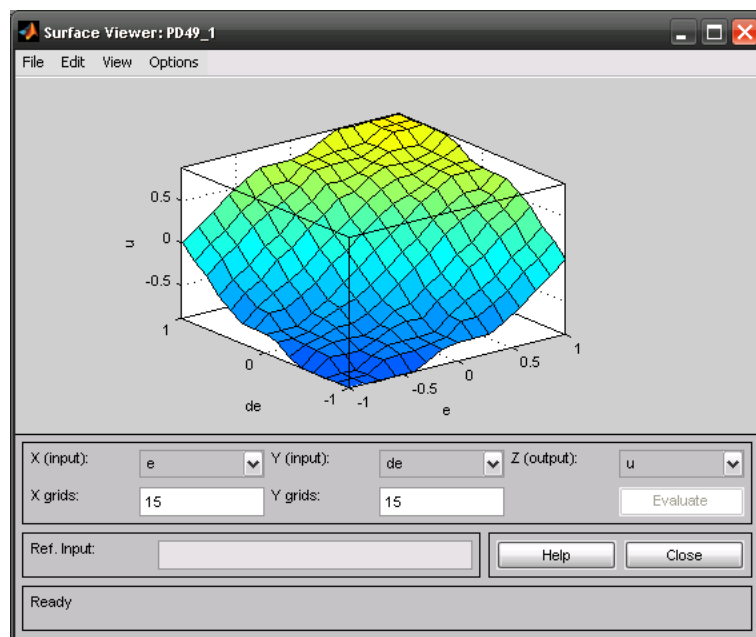 Surface Viewer: PD49_1
File Edit View Options
0.5
0
-0.5
u
1
0
-1
de
-1
-0.5
0
0.5
1
e
X (input): e Y (input): de Z (output): u
X grids: 15 Y grids: 15 Evaluate
Ref. Input: Help Close
Ready